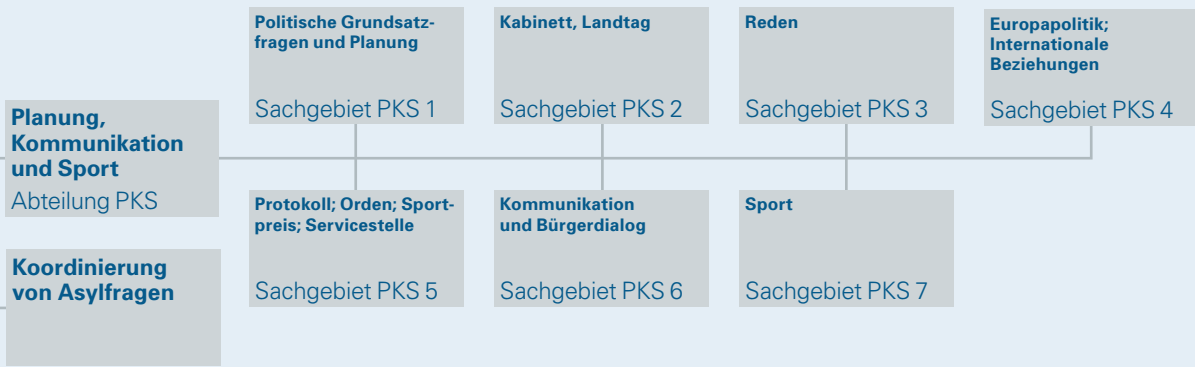 Planung,
Kommunikation
und Sport
Abteilung PKS
Politische Grundsatz-
fragen und Planung
Sachgebiet PKS 1
Kabinett, Landtag
Sachgebiet PKS 2
Reden
Sachgebiet PKS 3
Europapolitik;
Internationale
Beziehungen
Sachgebiet PKS 4
Protokoll; Orden; Sport-
preis; Servicestelle
Sachgebiet PKS 5
Kommunikation
und Bürgerdialog
Sachgebiet PKS 6
Sport
Sachgebiet PKS 7
Koordinierung
von Asylfragen